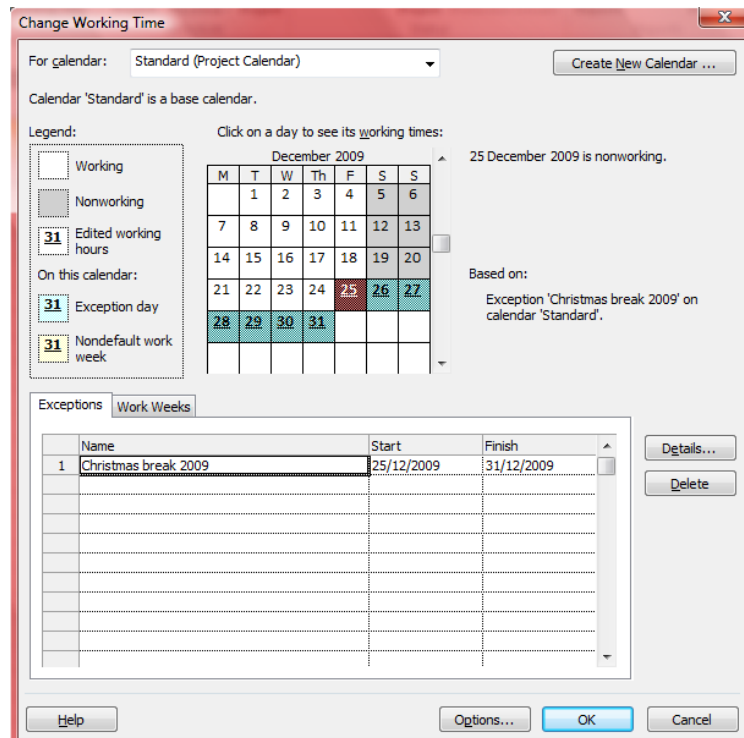 Change Working Time
For calendar: Standard (Project Calendar) Create New Calendar ...
Calendar 'Standard' is a base calendar.
Legend:
Working
Nonworking
31 Edited working
hours
On this calendar:
31 Exception day
31 Nondefault work
week
Click on a day to see its working times:
December 2009
M T W Th F S S
1 2 3 4 5 6
7 8 9 10 11 12 13
14 15 16 17 18 19 20
21 22 23 24 25 26 27
28 29 30 31
25 December 2009 is nonworking.
Based on:
Exception 'Christmas break 2009' on
calendar 'Standard'.
Exceptions Work Weeks
Name Start Finish
1 Christmas break 2009 25/12/2009 31/12/2009
Details...
Delete
Help Options... OK Cancel